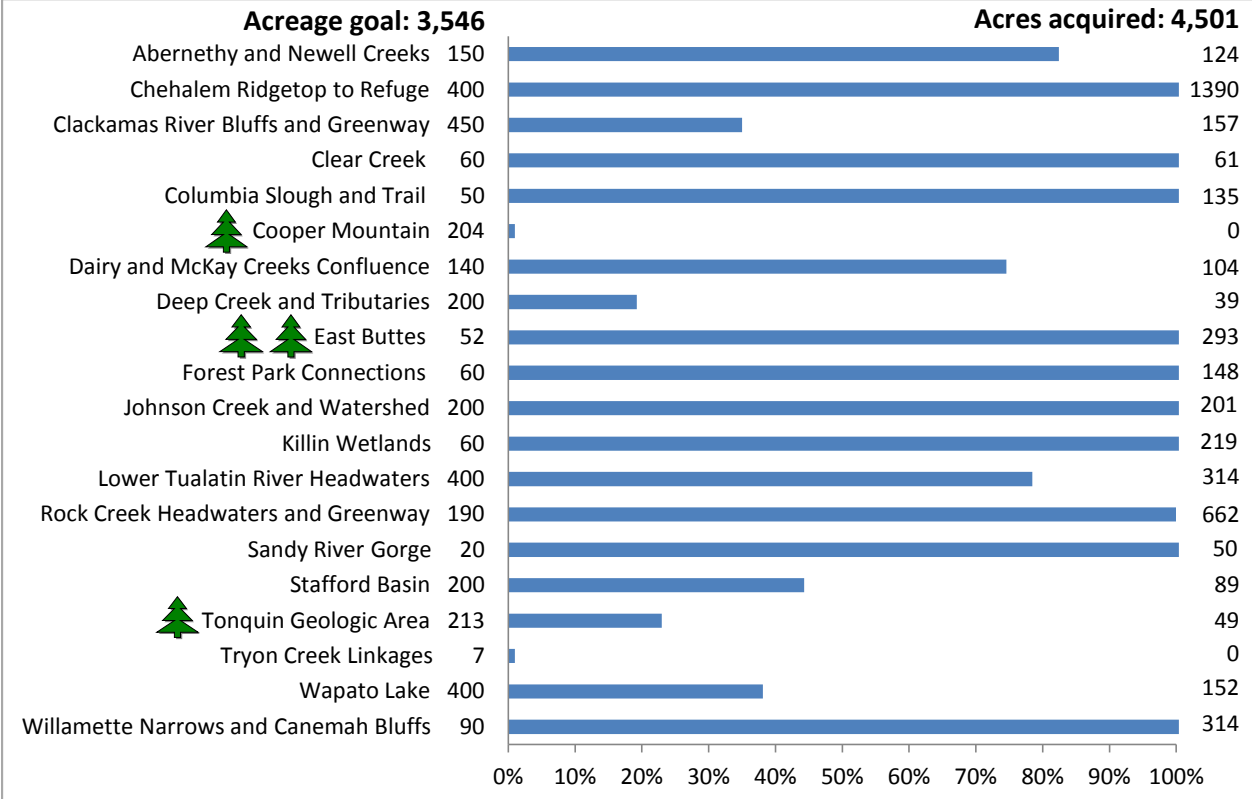 Acreage goal: 3,546 Acres acquired: 4,501
Abernethy and Newell Creeks 150 124
Chehalem Ridgetop to Refuge 400 1390
Clackamas River Bluffs and Greenway 450 157
Clear Creek 60 61
Columbia Slough and Trail 50 135
Cooper Mountain 204 0
Dairy and McKay Creeks Confluence 140 104
Deep Creek and Tributaries 200 39
East Buttes 52 293
Forest Park Connections 60 148
Johnson Creek and Watershed 200 201
Killin Wetlands 60 219
Lower Tualatin River Headwaters 400 314
Rock Creek Headwaters and Greenway 190 662
Sandy River Gorge 20 50
Stafford Basin 200 89
Tonquin Geologic Area 213 49
Tryon Creek Linkages 7 0
Wapato Lake 400 152
Willamette Narrows and Canemah Bluffs 90 314
0% 10% 20% 30% 40% 50% 60% 70% 80% 90% 100%